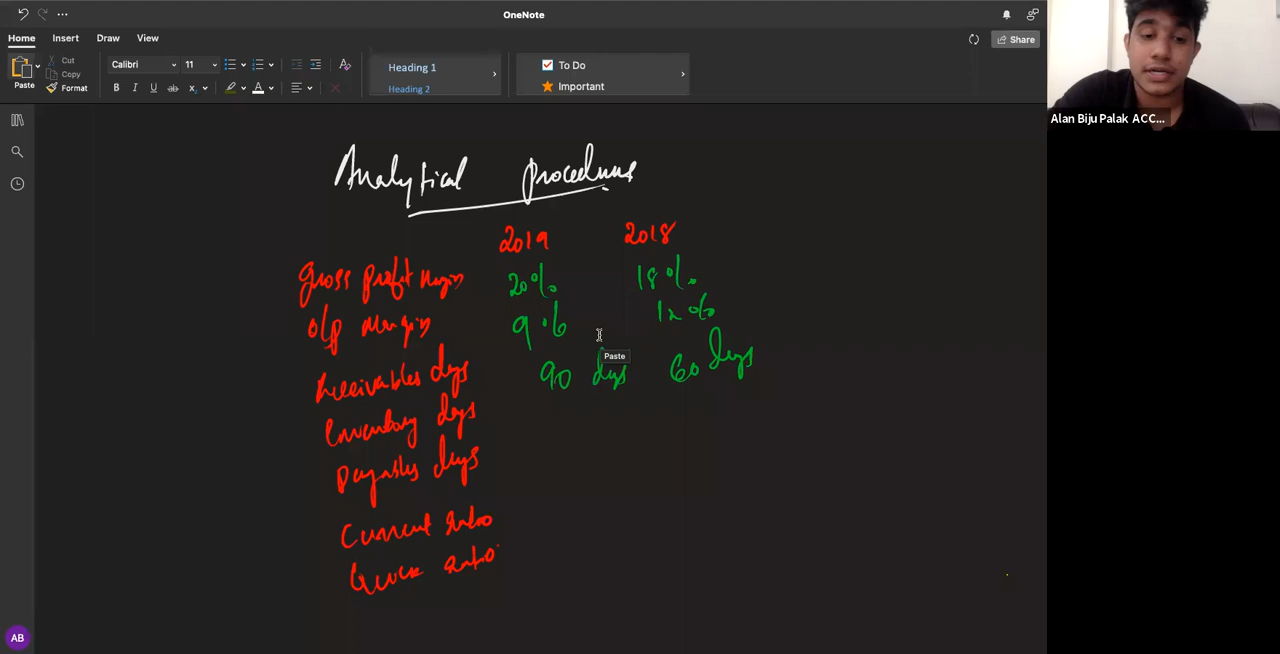 OneNote
Home Insert Draw View
Share
Paste
Cut
Copy
Format
Calibri 11
B I U ab x₂ A
Heading 1
Heading 2
To Do
Important
Alan Biju Palak ACC...
Analytical procedures
2019 2018
Gross profit margin 20% 18%
O/p margin 9% 12%
Receivables days 90 days 60 days
Paste
Inventory days
Payables days
Current ratio
Quick ratio
AB